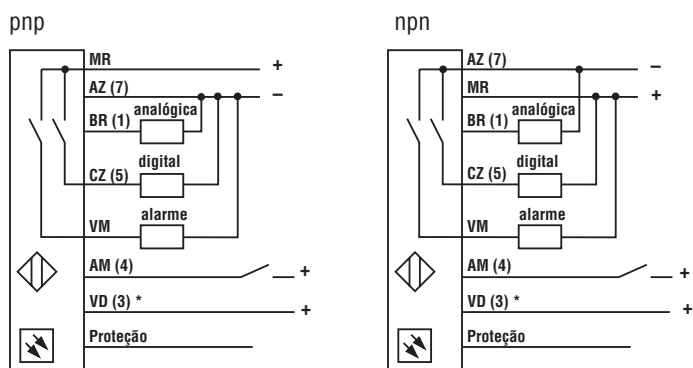 pnp
MR
+
AZ (7)
−
analógica
BR (1)
digital
CZ (5)
alarme
VM
AM (4)
+
VD (3) *
+
Proteção
npn
AZ (7)
−
MR
+
analógica
BR (1)
digital
CZ (5)
alarme
VM
AM (4)
+
VD (3) *
+
Proteção